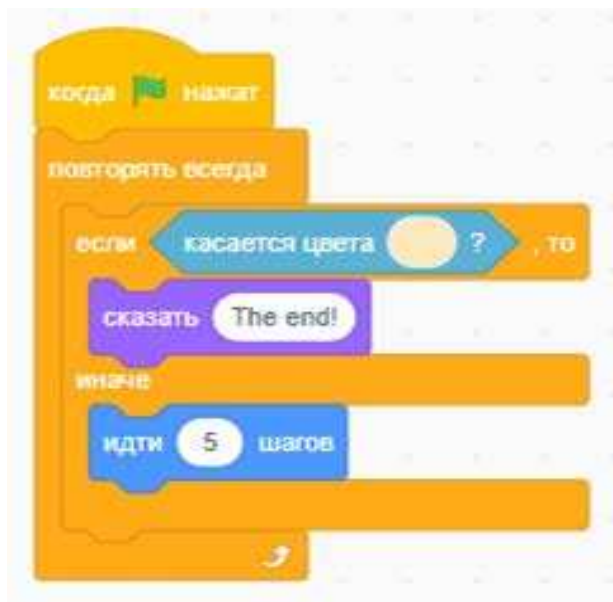 когда нажат
повторять всегда
если касается цвета ? , то
сказать The end!
иначе
идти 5 шагов